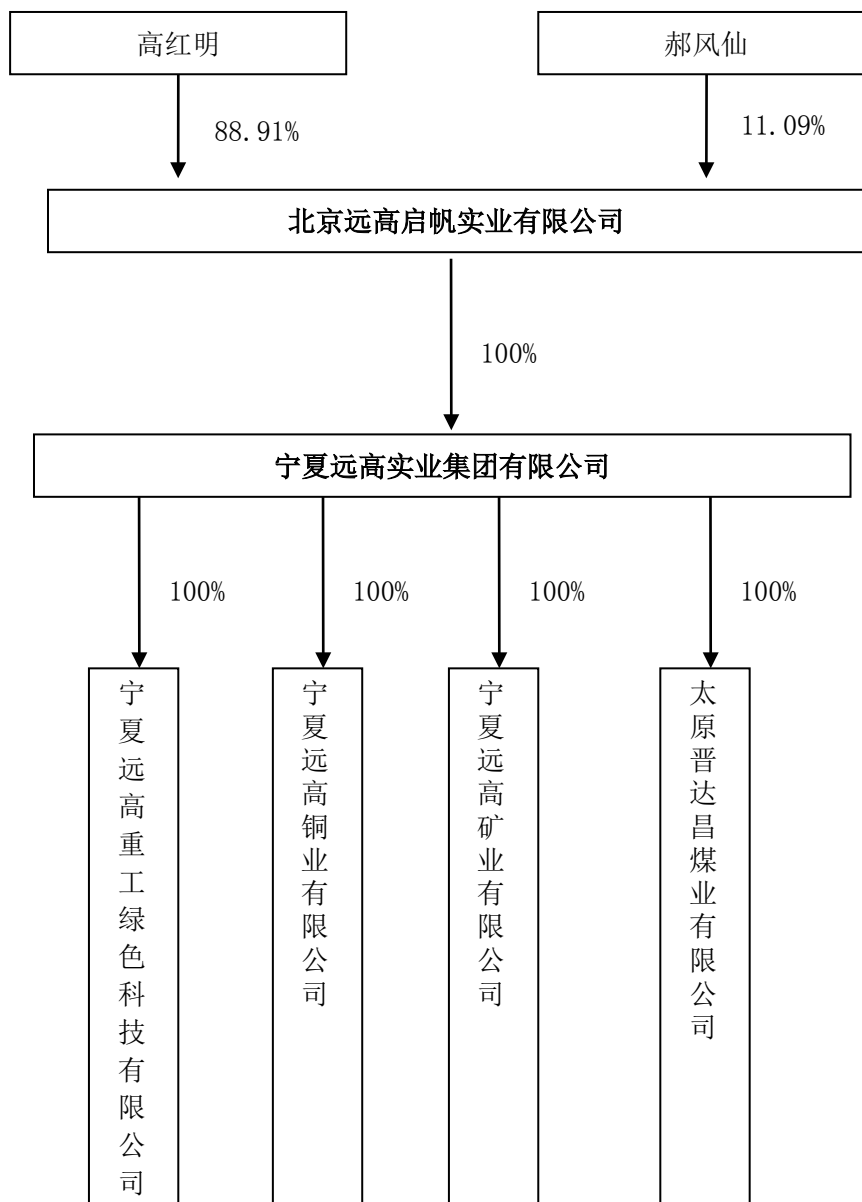 高红明
郝风仙
88.91%
11.09%
北京远高启帆实业有限公司
100%
宁夏远高实业集团有限公司
100%
100%
100%
100%
宁夏远高重工绿色科技有限公司
宁夏远高铜业有限公司
宁夏远高矿业有限公司
太原晋达昌煤业有限公司